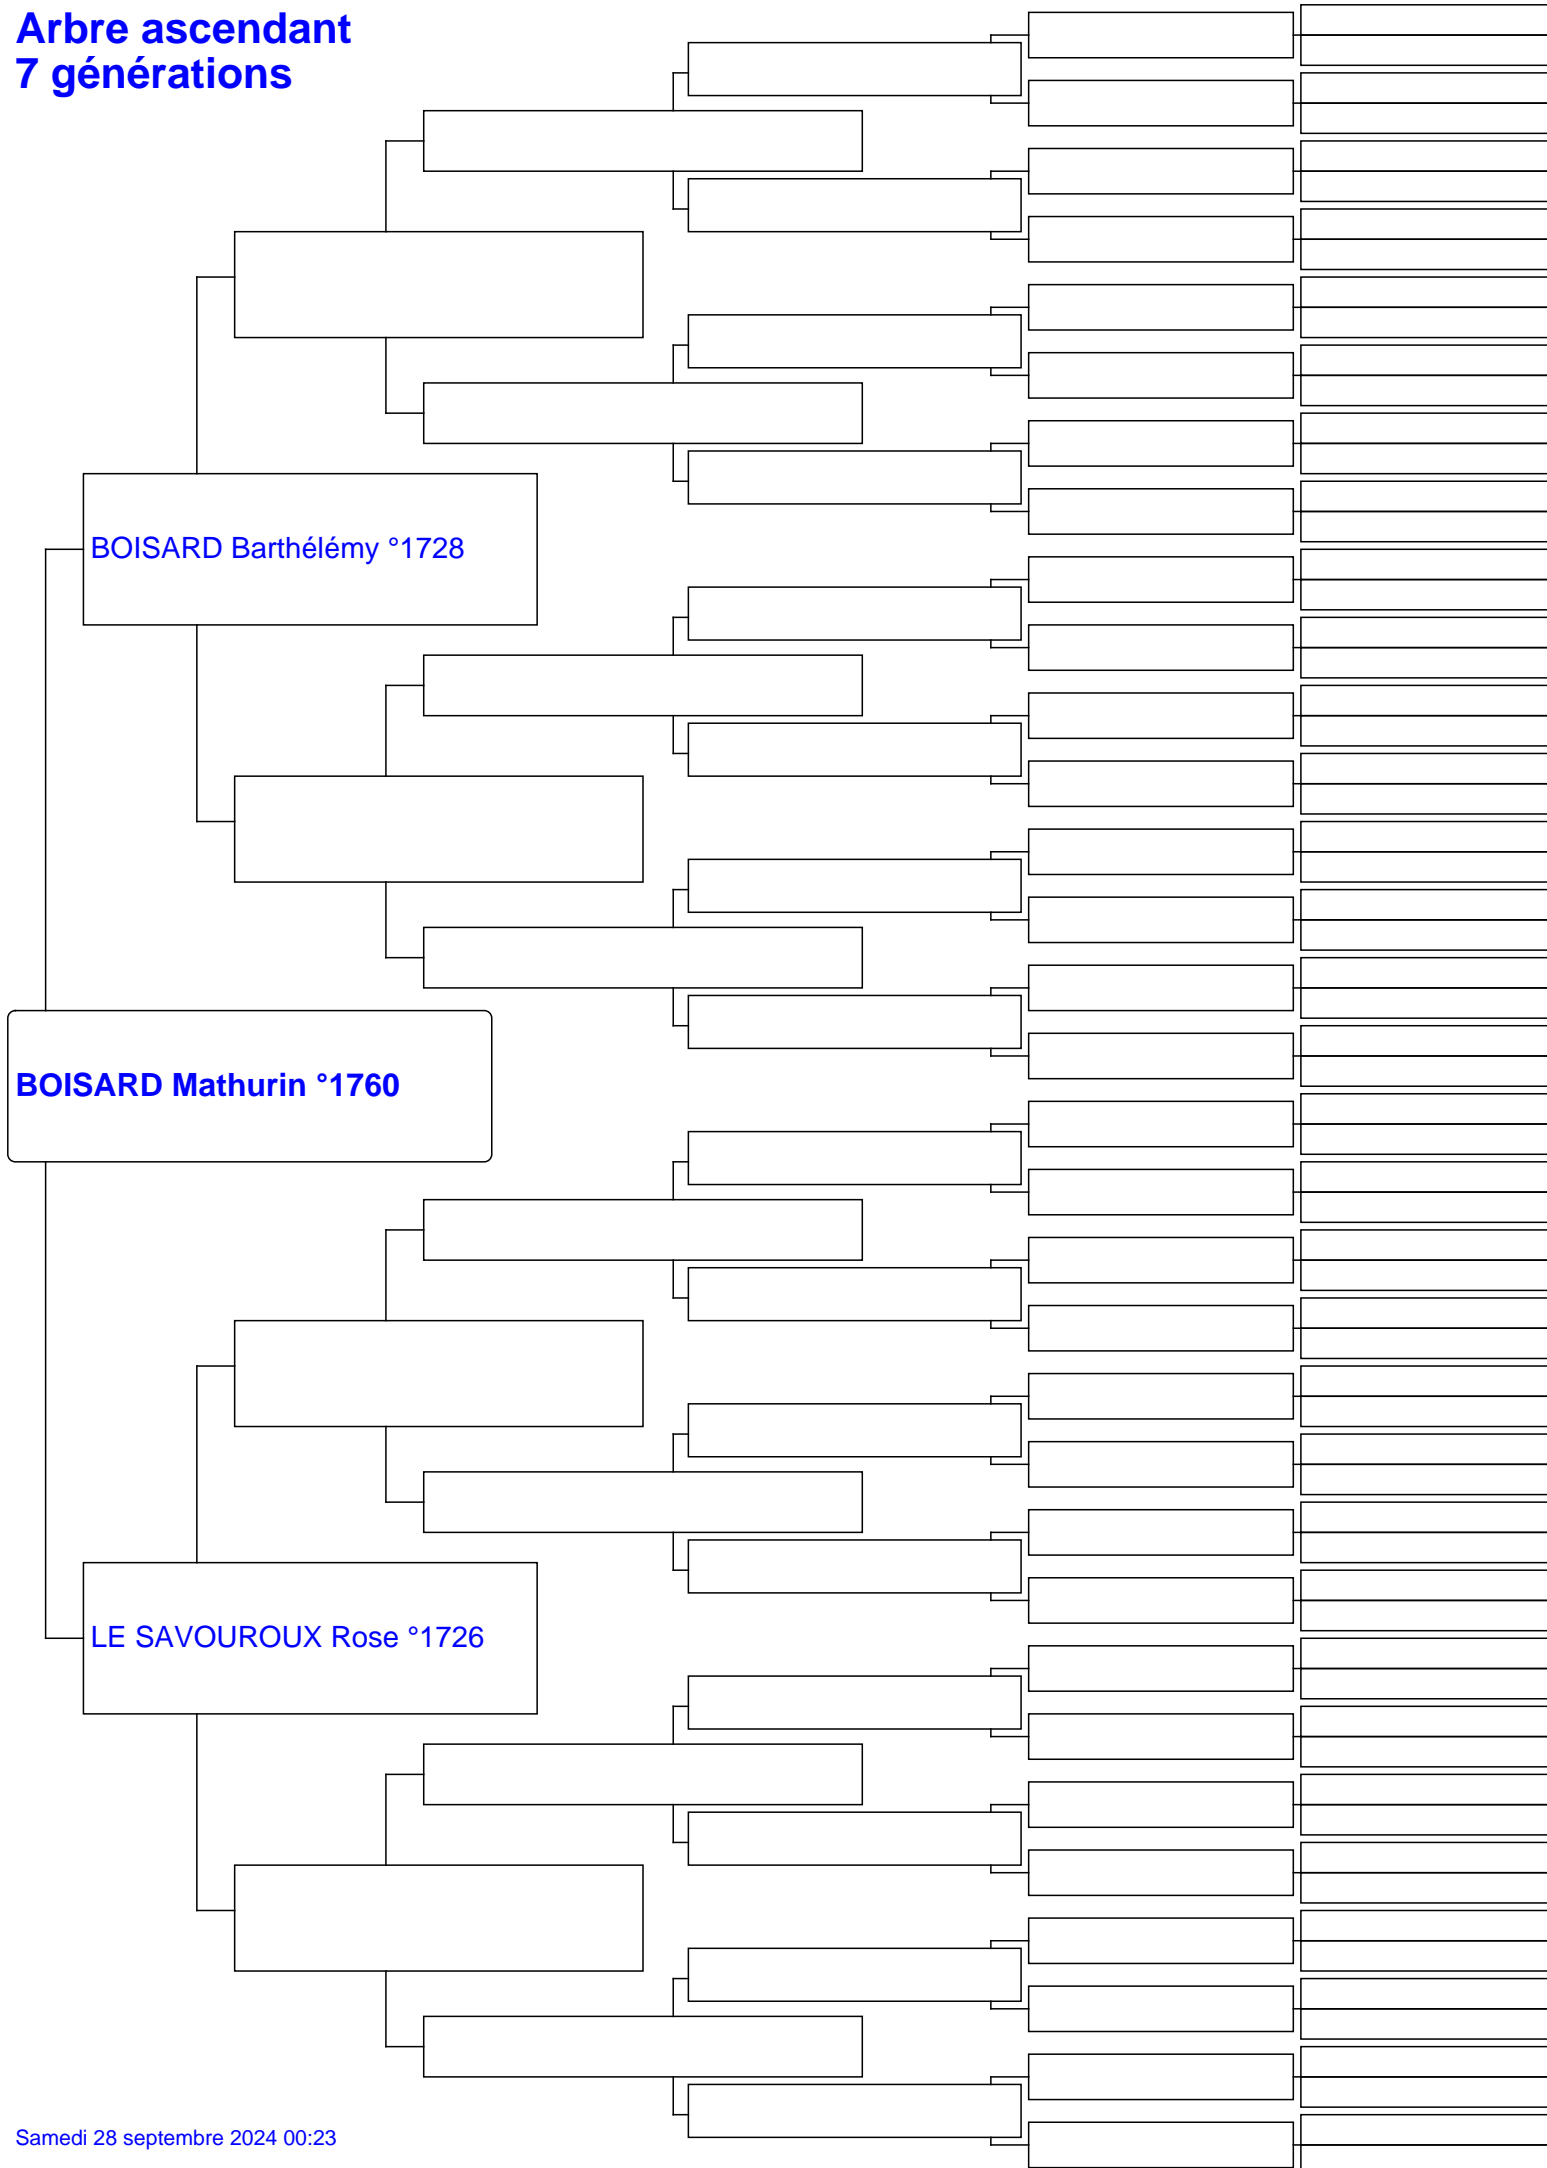 Arbre ascendant
7 générations
BOISARD Barthélémy °1728
BOISARD Mathurin °1760
LE SAVOUROUX Rose °1726
Samedi 28 septembre 2024 00:23